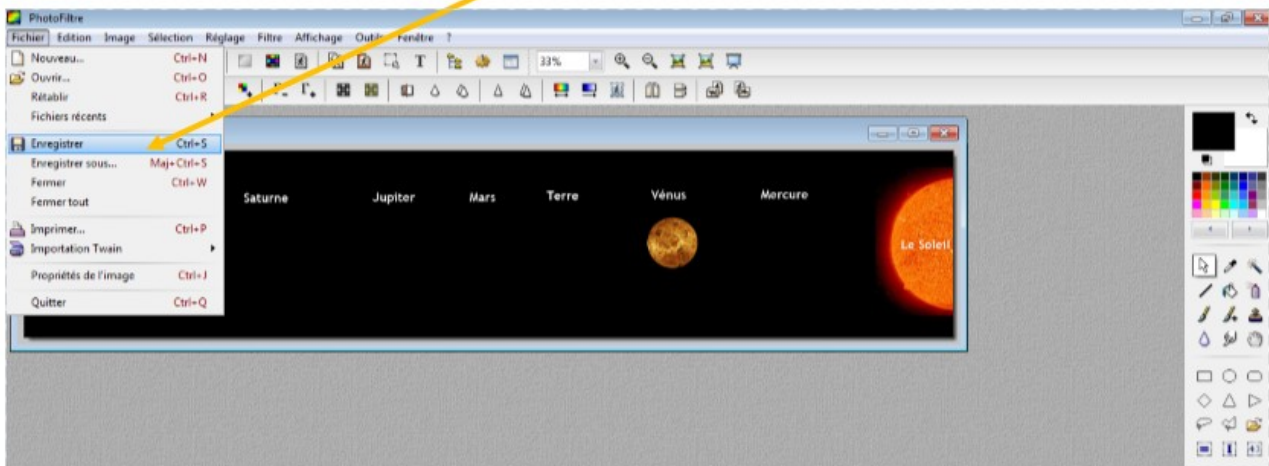 PhotoFiltre
Fichier Edition Image Sélection Réglage Filtre Affichage Outils Fenêtre ?
Nouveau... Ctrl+N
33%
Ouvrir... Ctrl+O
Rétablir Ctrl+R
Fichiers récents
Enregistrer Ctrl+S
Enregistrer sous... Maj+Ctrl+S
Fermer Ctrl+W
Fermer tout
Imprimer... Ctrl+P
Importation Twain
Propriétés de l'image Ctrl+J
Quitter Ctrl+Q
Saturne Jupiter Mars Terre Vénus Mercure
Le Soleil